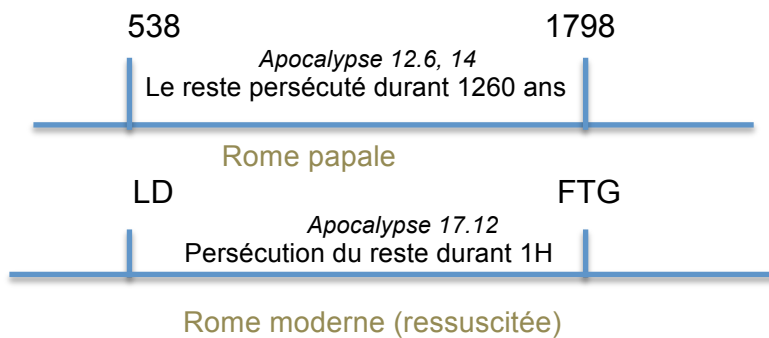 538 1798
Apocalypse 12.6, 14
Le reste persécuté durant 1260 ans
Rome papale
LD FTG
Apocalypse 17.12
Persécution du reste durant 1H
Rome moderne (ressuscitée)